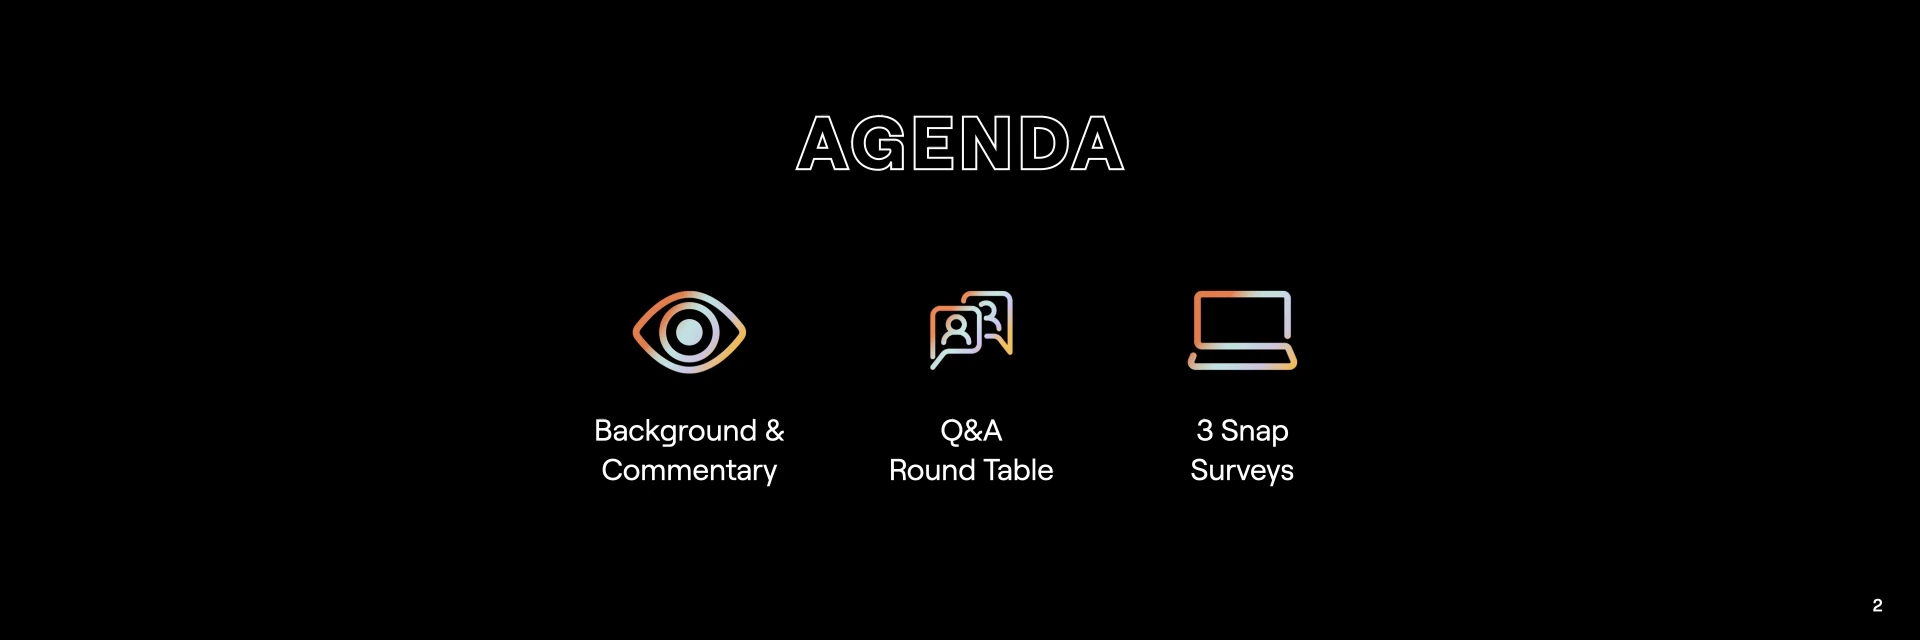 AGENDA
Background &
Commentary
Q&A
Round Table
3 Snap
Surveys
2